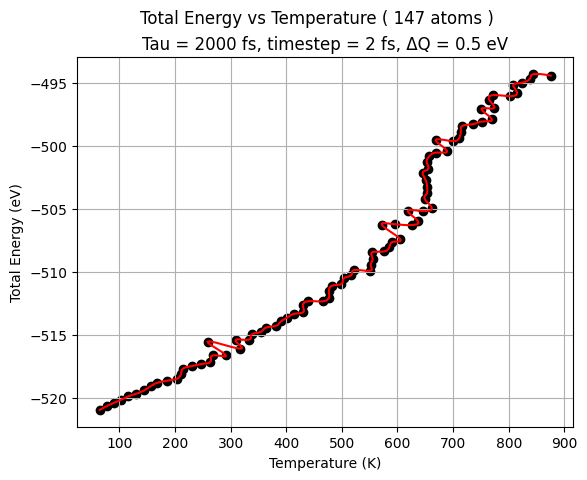 Total Energy vs Temperature ( 147 atoms )
Tau = 2000 fs, timestep = 2 fs, ΔQ = 0.5 eV
Total Energy (eV)
−495
−500
−505
−510
−515
−520
100 200 300 400 500 600 700 800 900
Temperature (K)